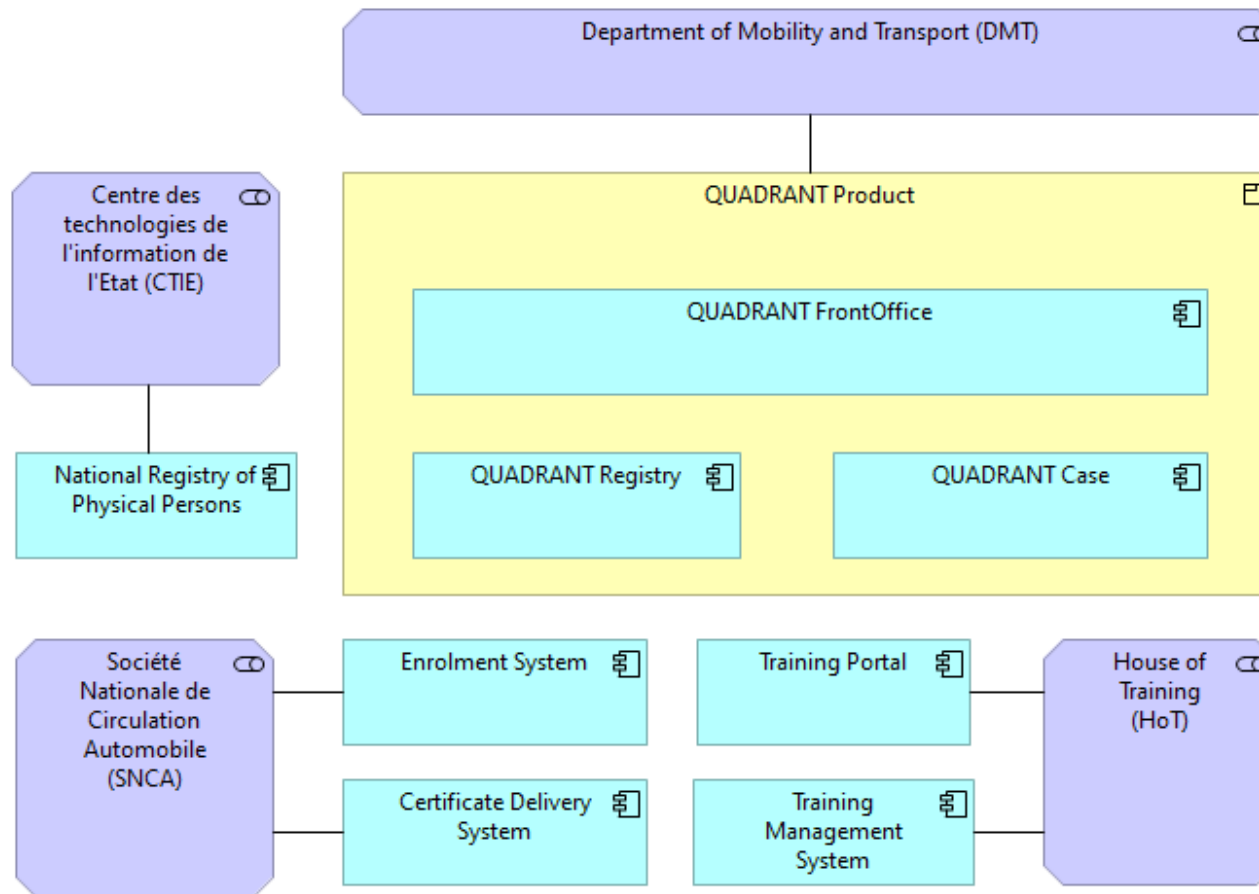 Department of Mobility and Transport (DMT)
Centre des
technologies de
l'information de
l'Etat (CTIE)
QUADRANT Product
QUADRANT FrontOffice
National Registry of
Physical Persons
QUADRANT Registry
QUADRANT Case
Société
Nationale de
Circulation
Automobile
(SNCA)
Enrolment System
Training Portal
House of
Training
(HoT)
Certificate Delivery
System
Training
Management
System